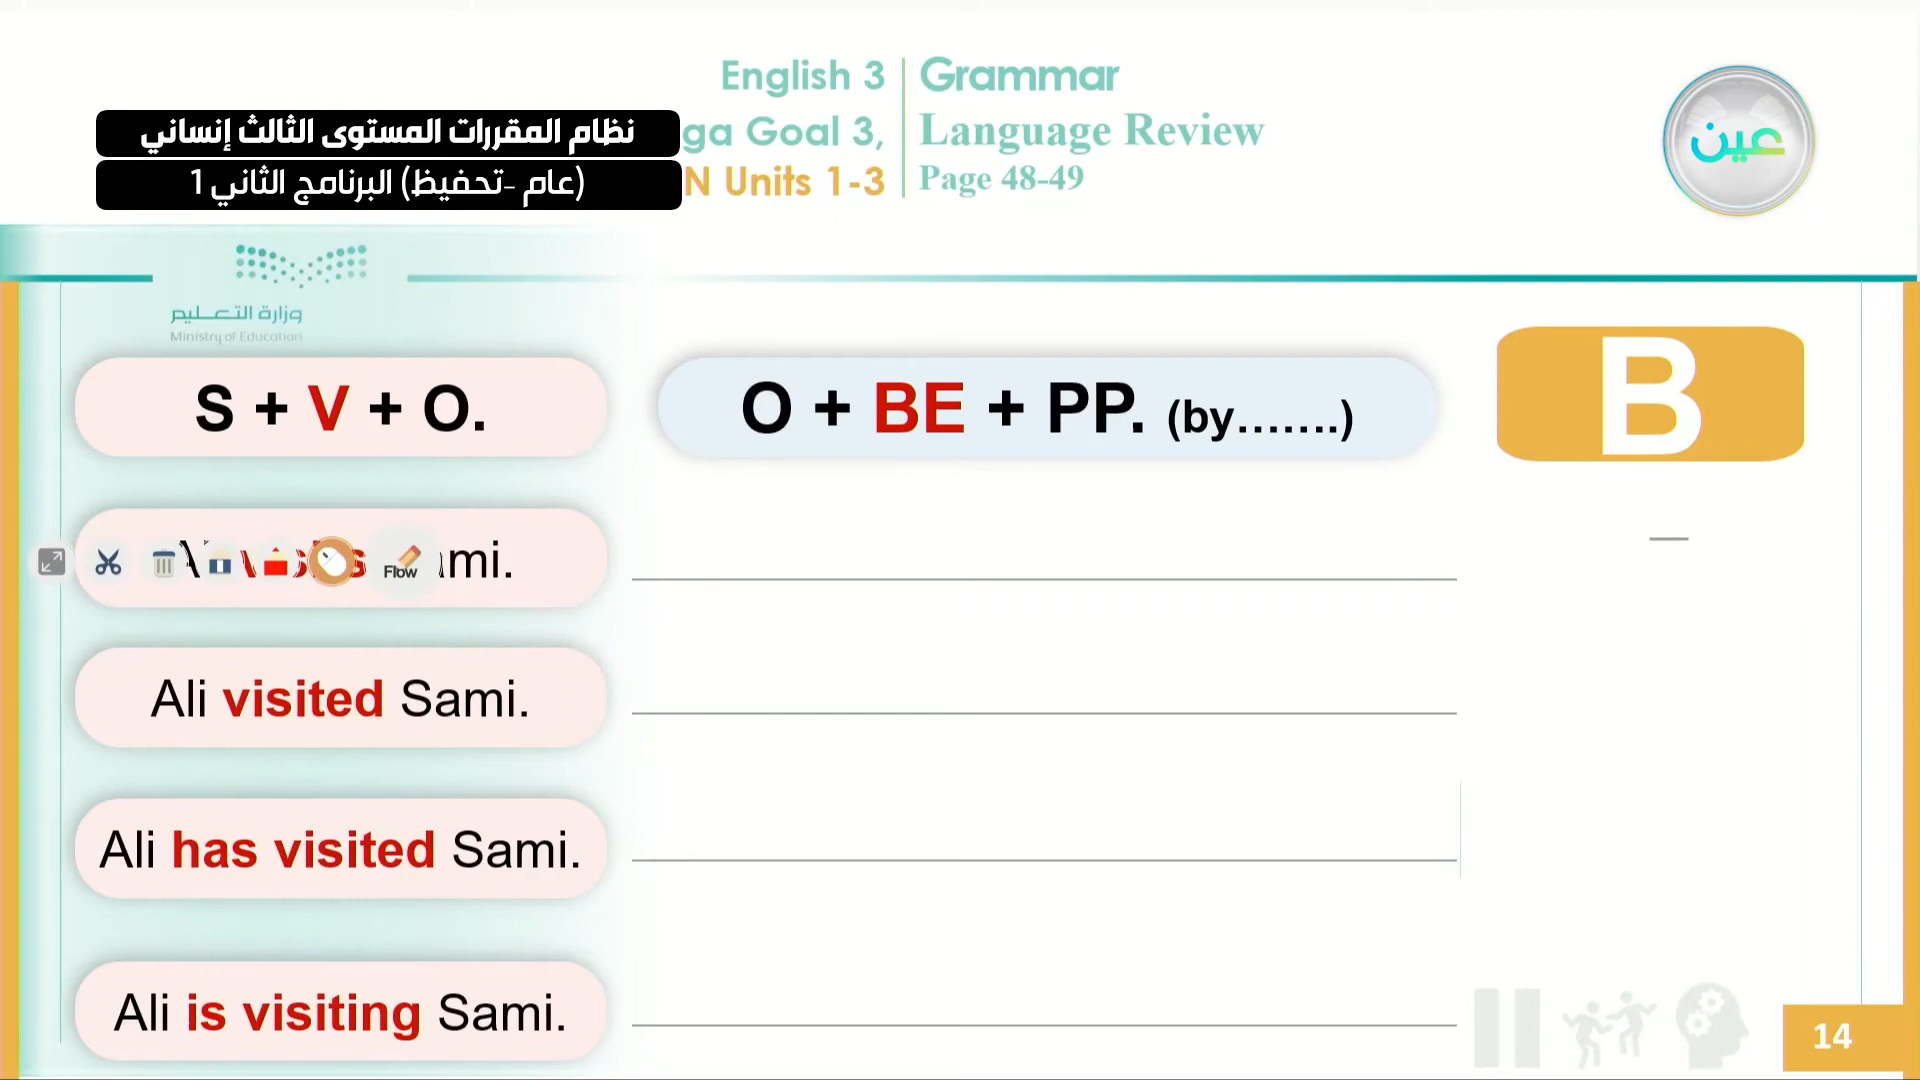 English 3
Grammar
نظام المقررات المستوى الثالث إنساني
ga Goal 3,
Language Review
(عام -تحفيظ) البرنامج الثاني 1
N Units 1-3
Page 48-49
عين
وزارة التعليم
Ministry of Education
S + V + O.
O + BE + PP. (by.......)
B
mi.
Flow
Ali visited Sami.
Ali has visited Sami.
Ali is visiting Sami.
14